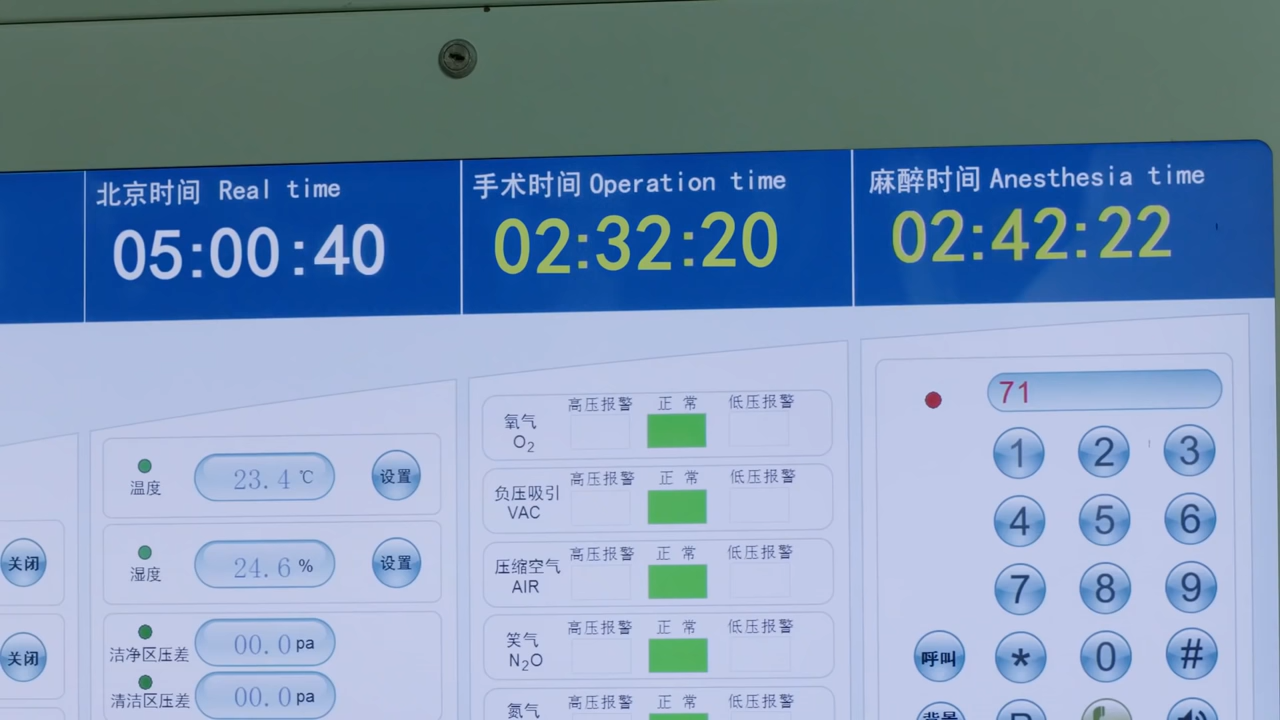 北京时间 Real time
05:00:40
手术时间 Operation time
02:32:20
麻醉时间 Anesthesia time
02:42:22
关闭
关闭
温度
23.4 ℃
设置
湿度
24.6 %
设置
洁净区压差
00.0 pa
清洁区压差
00.0 pa
高压报警 正常 低压报警
氧气
O2
高压报警 正常 低压报警
负压吸引
VAC
高压报警 正常 低压报警
压缩空气
AIR
高压报警 正常 低压报警
笑气
N2O
高压报警 正常 低压报警
氮气
71
1 2 3
4 5 6
7 8 9
呼叫 * 0 #
背景